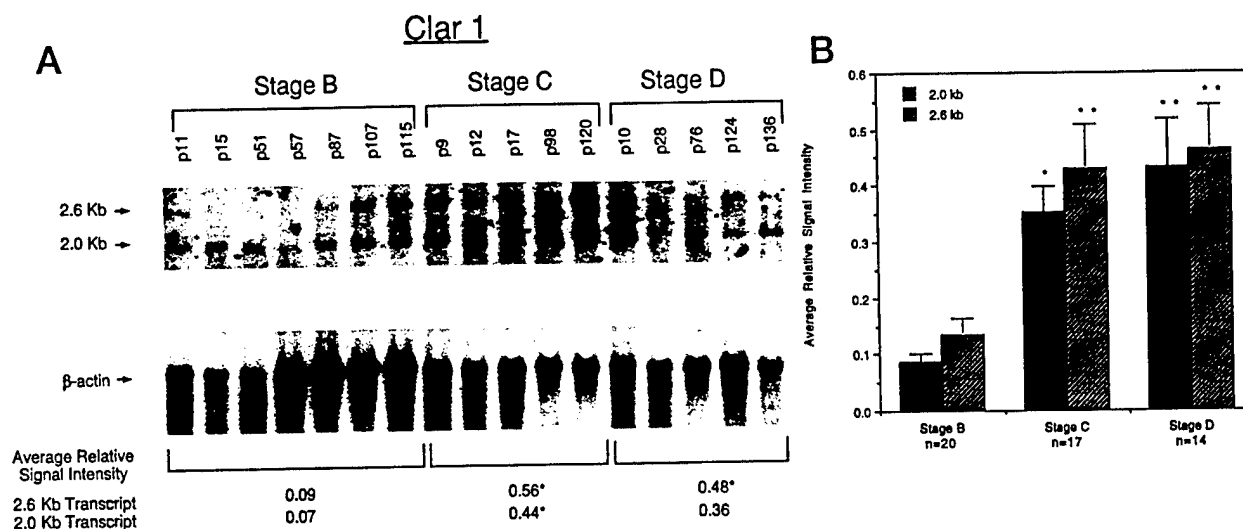 Clar 1
A
Stage B Stage C Stage D
p11 p15 p51 p57 p87 p107 p115 p9 p12 p17 p98 p120 p10 p28 p76 p124 p136
2.6 Kb
2.0 Kb
β-actin
Average Relative
Signal Intensity
2.6 Kb Transcript 0.09 0.56* 0.48*
2.0 Kb Transcript 0.07 0.44* 0.36
B
Average Relative Signal Intensity
0.6
0.5
0.4
0.3
0.2
0.1
0.0
2.0 kb
2.6 kb
* ** ** **
Stage B Stage C Stage D
n=20 n=17 n=14